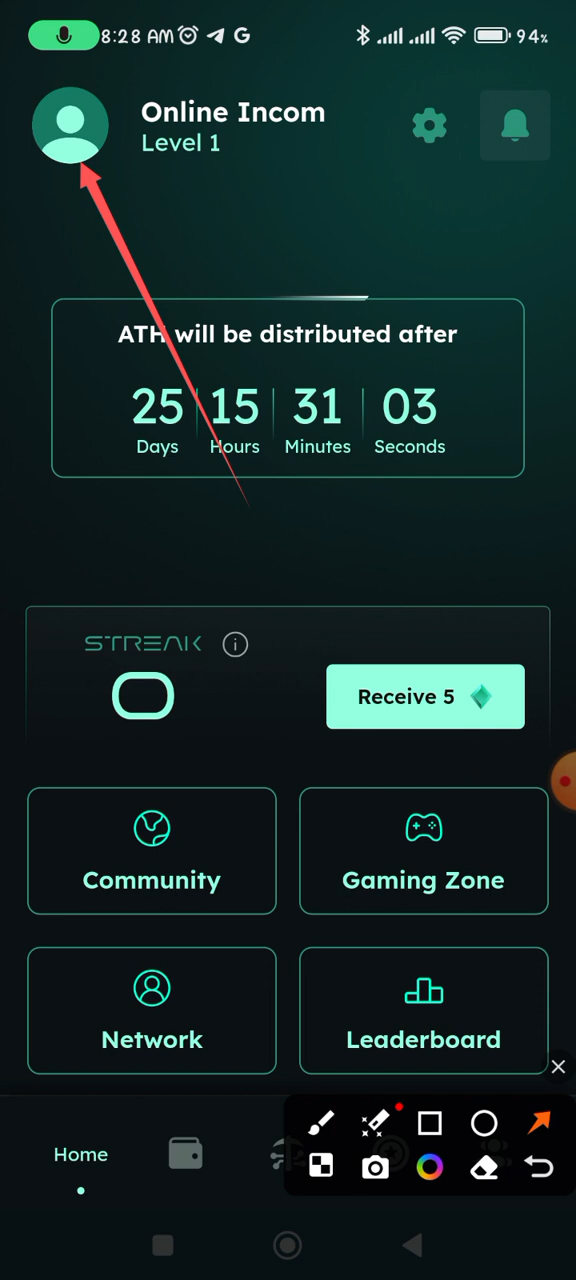 8:28 AM
94%
Online Incom
Level 1
ATH will be distributed after
25 15 31 03
Days Hours Minutes Seconds
STREAK
0
Receive 5
Community
Gaming Zone
Network
Leaderboard
Home